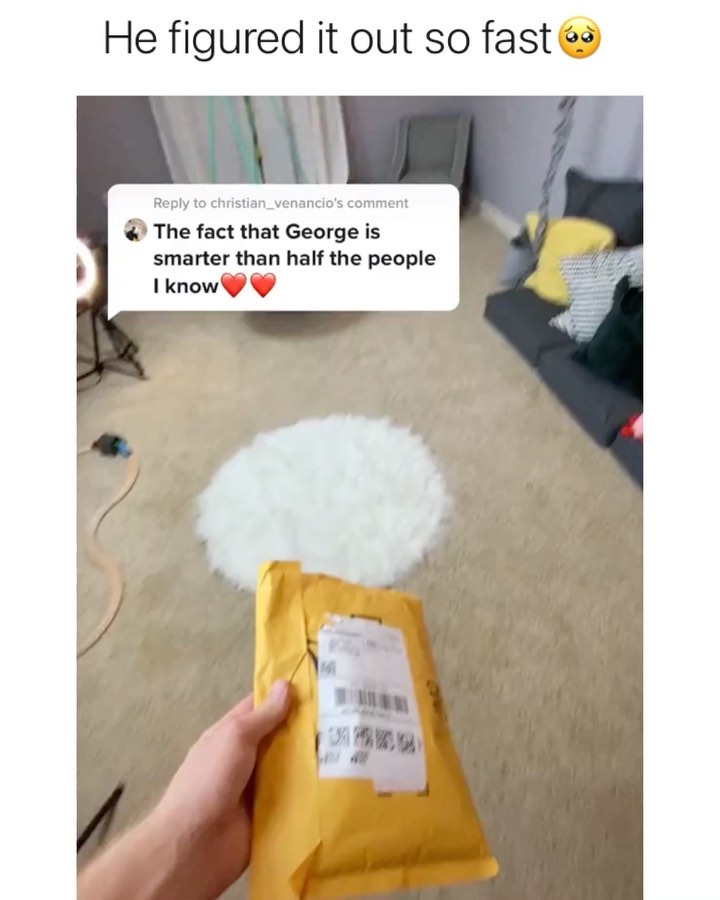 He figured it out so fast🥺
Reply to christian_venancio's comment
The fact that George is
smarter than half the people
I know❤️❤️